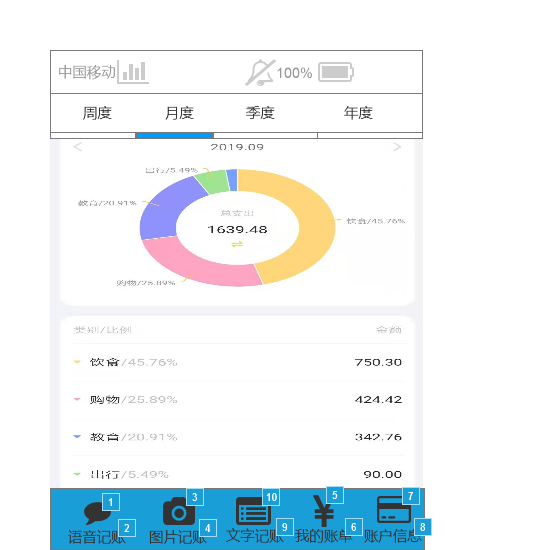 中国移动 100%
周度 月度 季度 年度
< 2019.09 >
出行/5.49%
教育/20.91%
总支出
1639.48
饮食/45.76%
购物/25.89%
类别/比例 金额
饮食/45.76% 750.30
购物/25.89% 424.42
教育/20.91% 342.76
出行/5.49% 90.00
1 3 10 5 7
2 4 9 6 8
语音记账 图片记账 文字记账 我的账单 账户信息